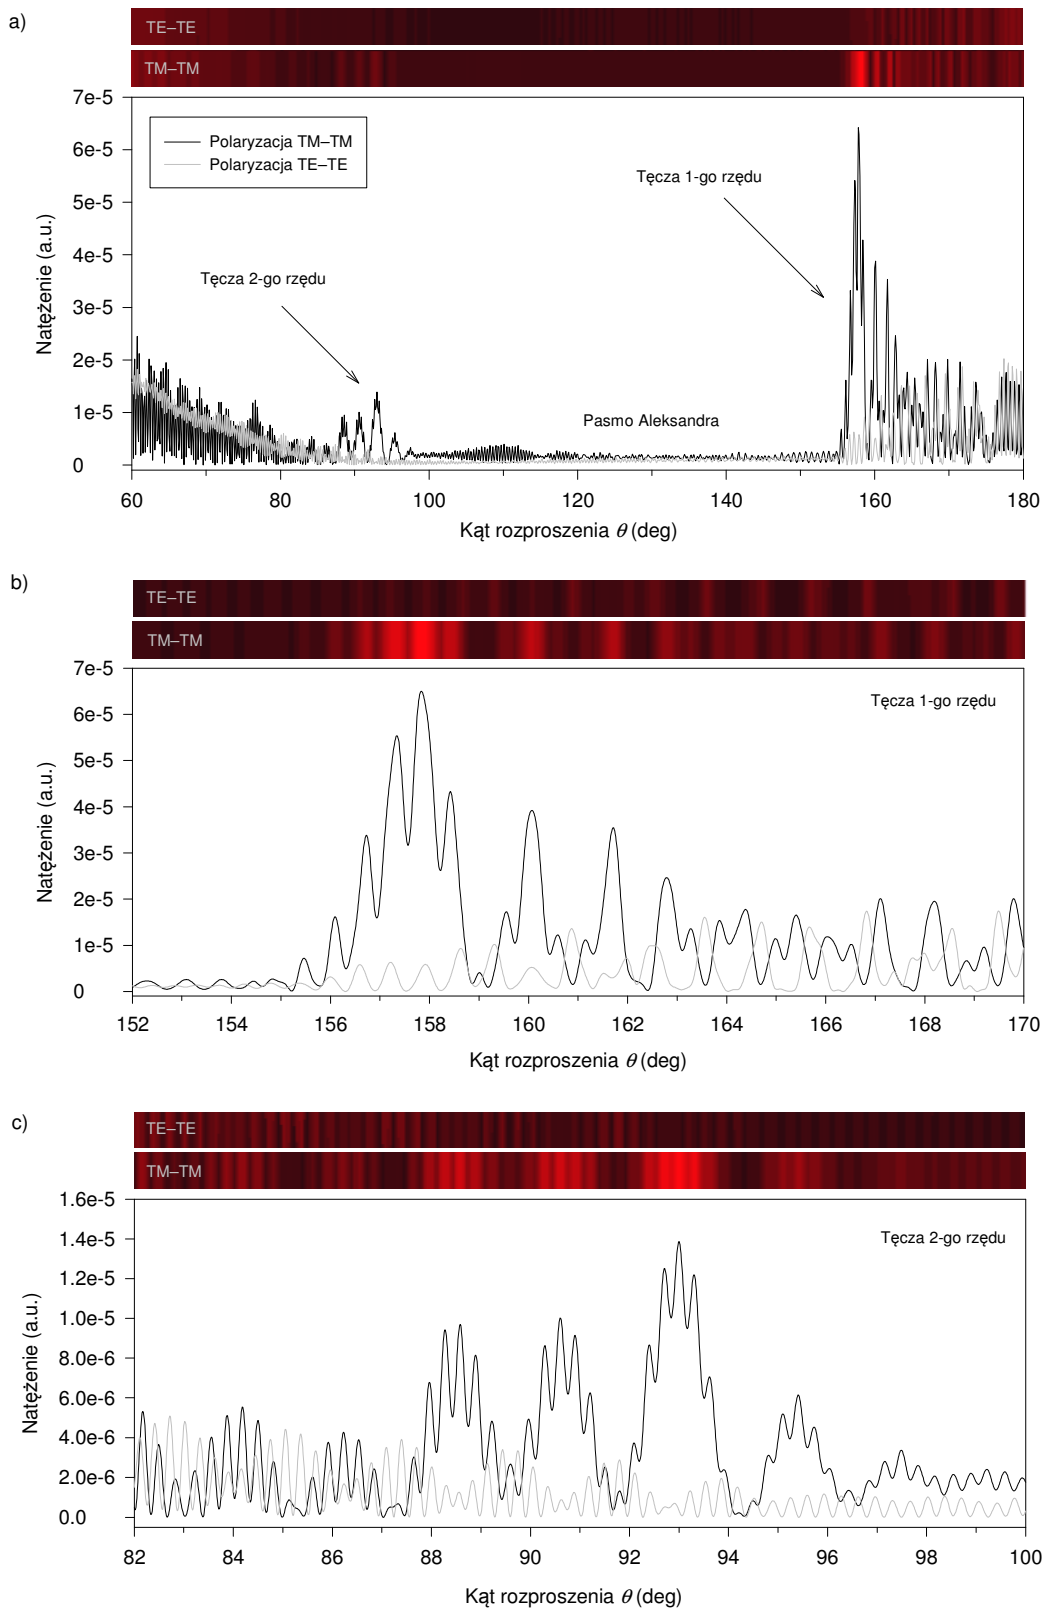 a)
TE–TE
TM–TM
7e-5
6e-5
5e-5
4e-5
3e-5
2e-5
1e-5
0
Natężenie (a.u.)
Polaryzacja TM–TM
Polaryzacja TE–TE
Tęcza 1-go rzędu
Tęcza 2-go rzędu
Pasmo Aleksandra
60 80 100 120 140 160 180
Kąt rozproszenia θ (deg)
b)
TE–TE
TM–TM
7e-5
6e-5
5e-5
4e-5
3e-5
2e-5
1e-5
0
Natężenie (a.u.)
Tęcza 1-go rzędu
152 154 156 158 160 162 164 166 168 170
Kąt rozproszenia θ (deg)
c)
TE–TE
TM–TM
1.6e-5
1.4e-5
1.2e-5
1.0e-5
8.0e-6
6.0e-6
4.0e-6
2.0e-6
0.0
Natężenie (a.u.)
Tęcza 2-go rzędu
82 84 86 88 90 92 94 96 98 100
Kąt rozproszenia θ (deg)